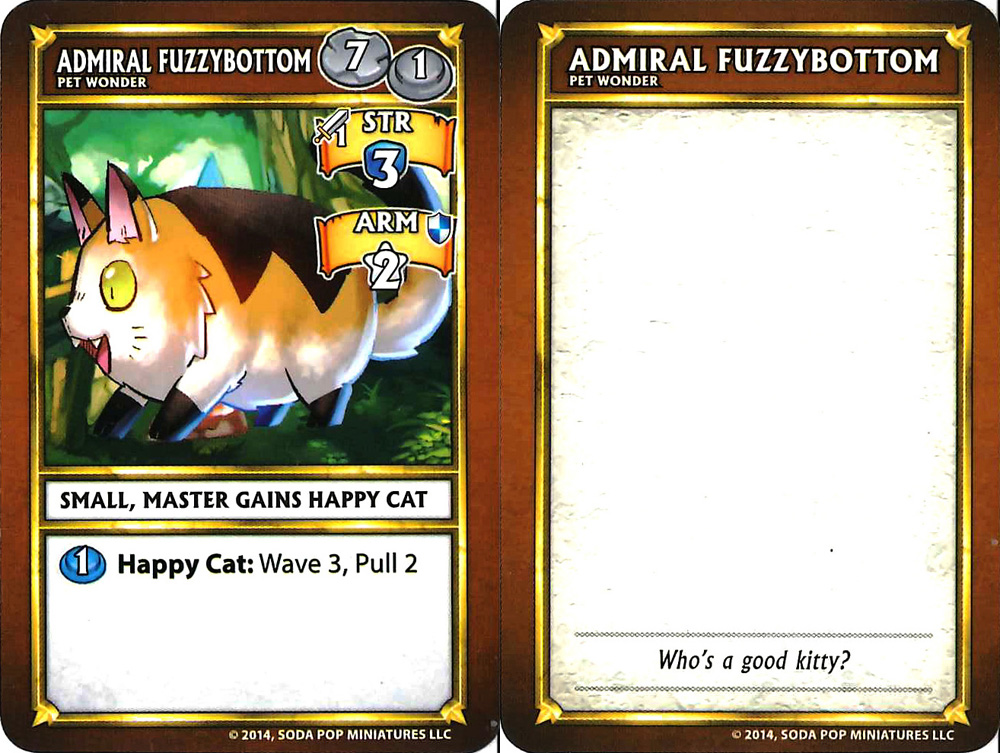 ADMIRAL FUZZYBOTTOM
PET WONDER
7
1
1
STR
3
ARM
2
SMALL, MASTER GAINS HAPPY CAT
1 Happy Cat: Wave 3, Pull 2
© 2014, SODA POP MINIATURES LLC
ADMIRAL FUZZYBOTTOM
PET WONDER
Who's a good kitty?
© 2014, SODA POP MINIATURES LLC